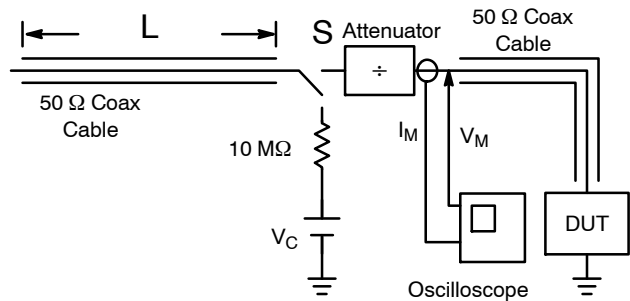 L
S
Attenuator
÷
50 Ω Coax
Cable
50 Ω Coax
Cable
10 MΩ
I_M
V_M
V_C
DUT
Oscilloscope